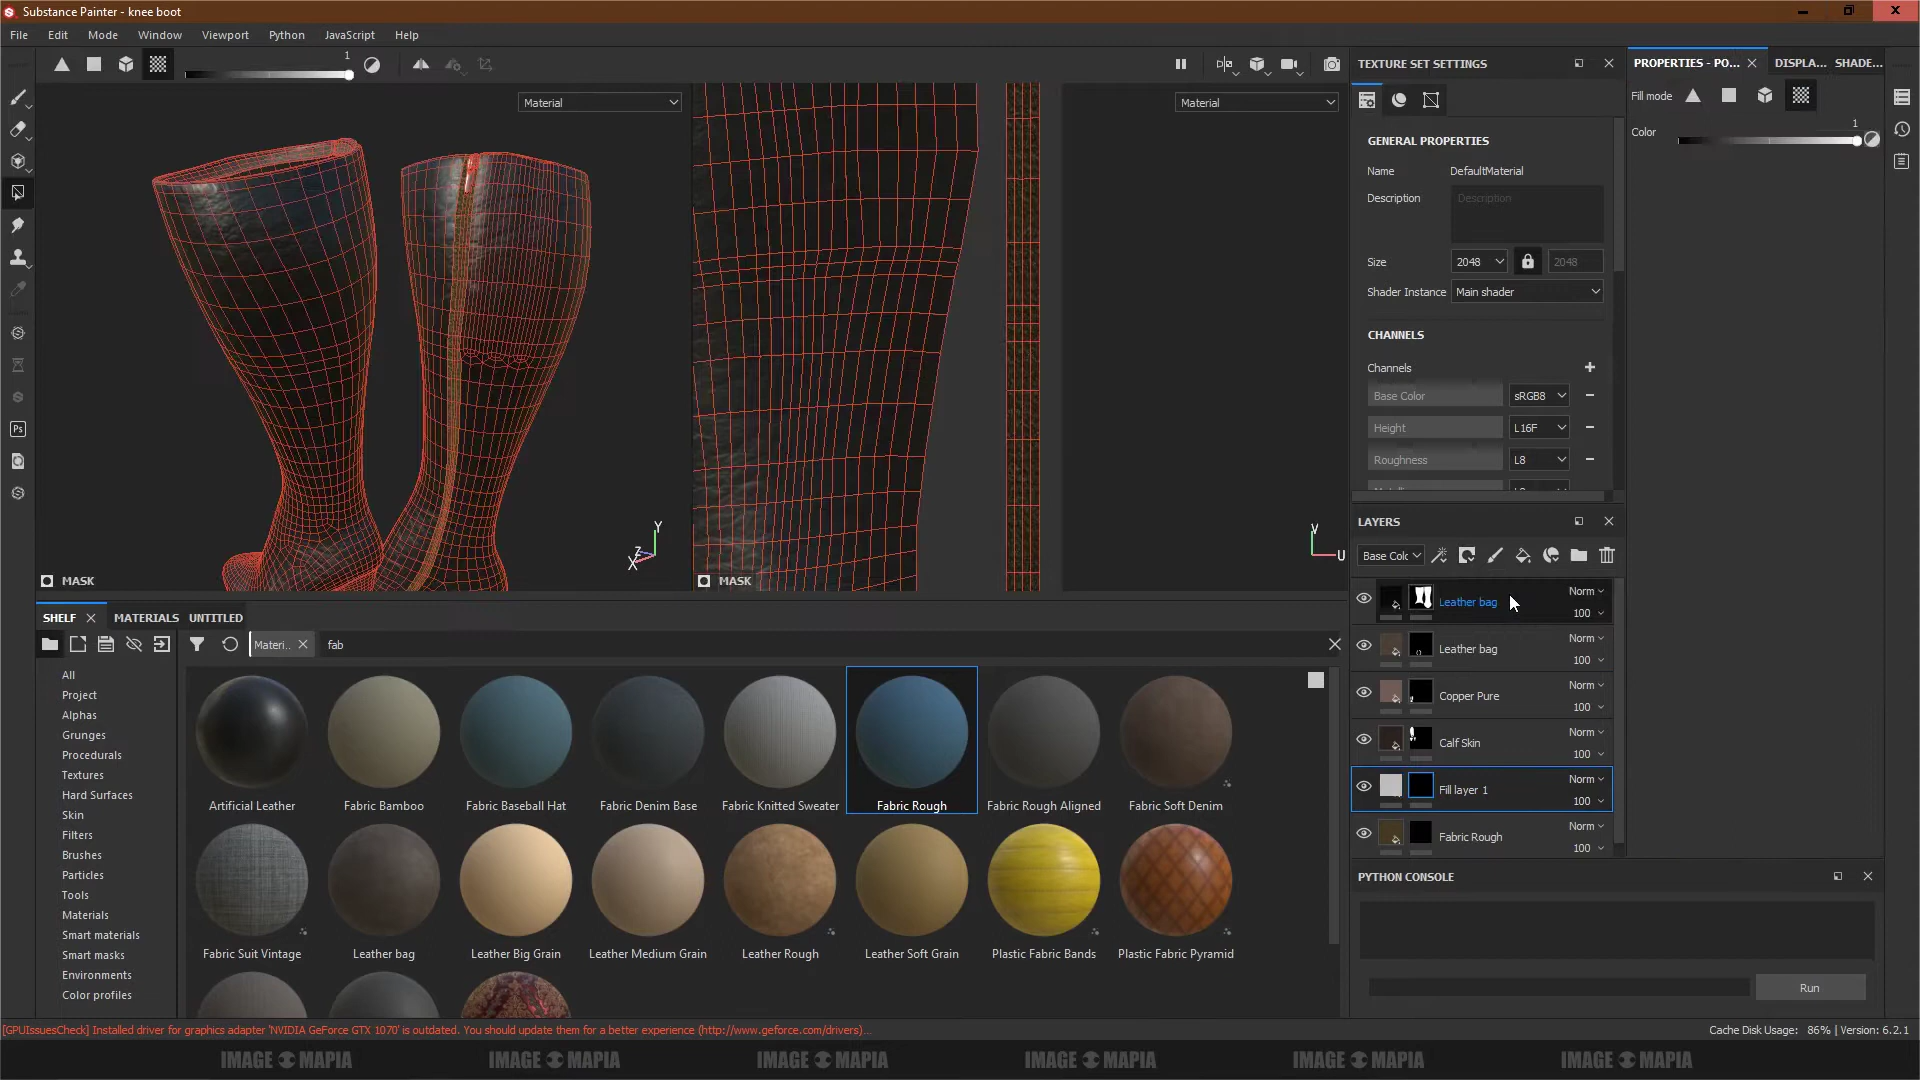 Substance Painter - knee boot
File Edit Mode Window Viewport Python JavaScript Help
1
Material
Material
MASK
MASK
Y
Z
X
V
U
TEXTURE SET SETTINGS
GENERAL PROPERTIES
Name DefaultMaterial
Description Description
Size 2048 2048
Shader Instance Main shader
CHANNELS
Channels
Base Color sRGB8
Height L16F
Roughness L8
PROPERTIES - PO... DISPLA... SHADE...
Fill mode
Color 1
LAYERS
Base Colc
Leather bag Norm 100
Leather bag Norm 100
Copper Pure Norm 100
Calf Skin Norm 100
Fill layer 1 Norm 100
Fabric Rough Norm 100
PYTHON CONSOLE
Run
SHELF MATERIALS UNTITLED
Materi.. fab
All
Project
Alphas
Grunges
Procedurals
Textures
Hard Surfaces
Skin
Filters
Brushes
Particles
Tools
Materials
Smart materials
Smart masks
Environments
Color profiles
Artificial Leather Fabric Bamboo Fabric Baseball Hat Fabric Denim Base Fabric Knitted Sweater Fabric Rough Fabric Rough Aligned Fabric Soft Denim
Fabric Suit Vintage Leather bag Leather Big Grain Leather Medium Grain Leather Rough Leather Soft Grain Plastic Fabric Bands Plastic Fabric Pyramid
Ps
[GPUIssuesCheck] Installed driver for graphics adapter 'NVIDIA GeForce GTX 1070' is outdated. You should update them for a better experience (http://www.geforce.com/drivers)...
Cache Disk Usage: 86% | Version: 6.2.1
IMAGE MAPIA IMAGE MAPIA IMAGE MAPIA IMAGE MAPIA IMAGE MAPIA IMAGE MAPIA